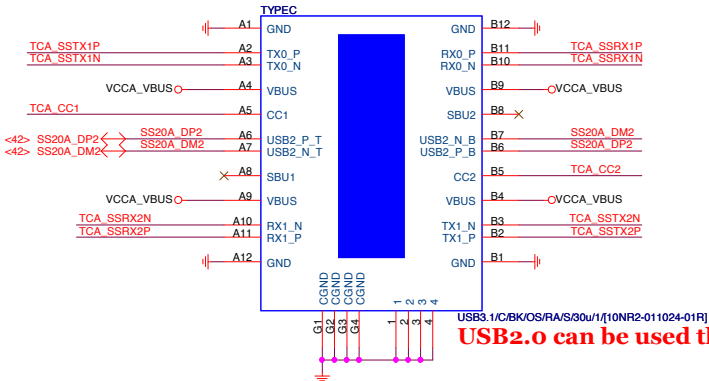 TYPEC
A1 GND GND B12
TCA_SSTX1P A2 TX0_P RX0_P B11 TCA_SSRX1P
TCA_SSTX1N A3 TX0_N RX0_N B10 TCA_SSRX1N
VCCA_VBUS A4 VBUS VBUS B9 VCCA_VBUS
TCA_CC1 A5 CC1 SBU2 B8
<42> SS20A_DP2 SS20A_DP2 A6 USB2_P_T USB2_N_B B7 SS20A_DM2
<42> SS20A_DM2 SS20A_DM2 A7 USB2_N_T USB2_P_B B6 SS20A_DP2
A8 SBU1 CC2 B5 TCA_CC2
VCCA_VBUS A9 VBUS VBUS B4 VCCA_VBUS
TCA_SSRX2N A10 RX1_N TX1_N B3 TCA_SSTX2N
TCA_SSRX2P A11 RX1_P TX1_P B2 TCA_SSTX2P
A12 GND GND B1
CGND CGND CGND CGND 1 2 3 4
G1 G2 G3 G4 1 2 3 4
USB3.1/C/BK/OS/RA/S/30u/1/[10NR2-011024-01R]
USB2.0 can be used